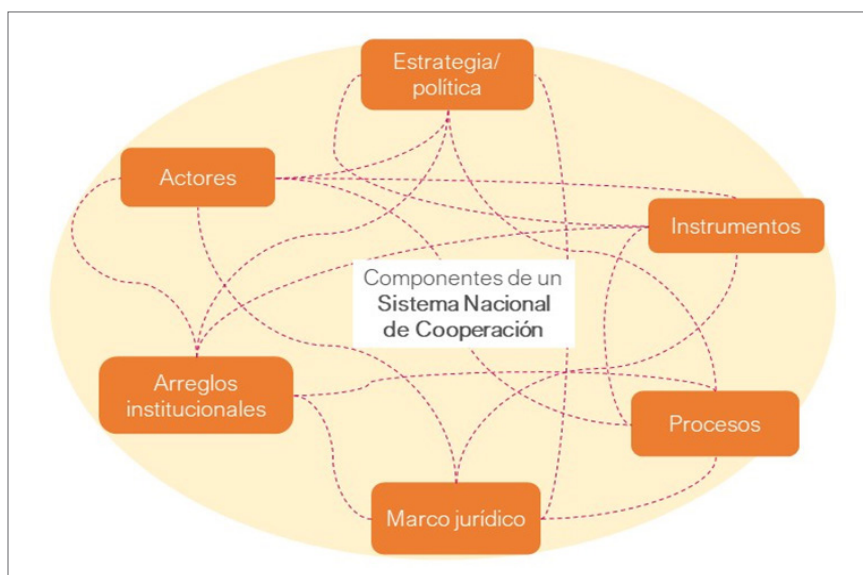 Estrategia/
política
Actores
Instrumentos
Componentes de un
Sistema Nacional
de Cooperación
Arreglos
institucionales
Procesos
Marco jurídico